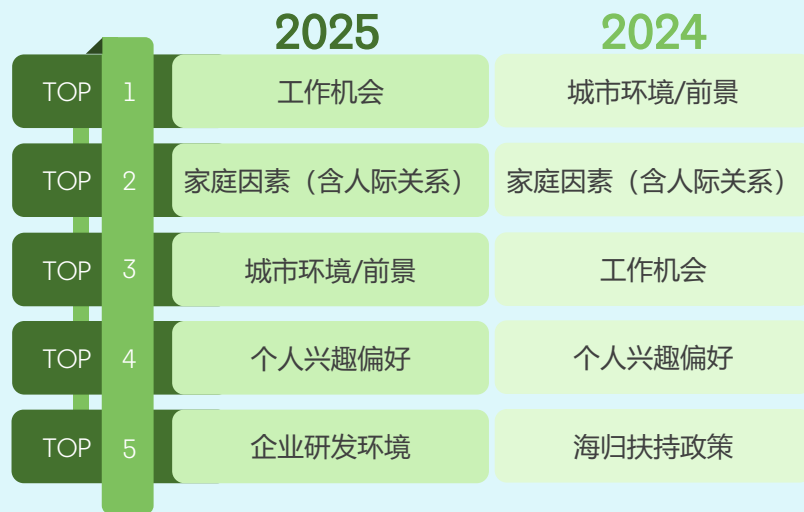 2025 2024
TOP 1 工作机会 城市环境/前景
TOP 2 家庭因素（含人际关系） 家庭因素（含人际关系）
TOP 3 城市环境/前景 工作机会
TOP 4 个人兴趣偏好 个人兴趣偏好
TOP 5 企业研发环境 海归扶持政策